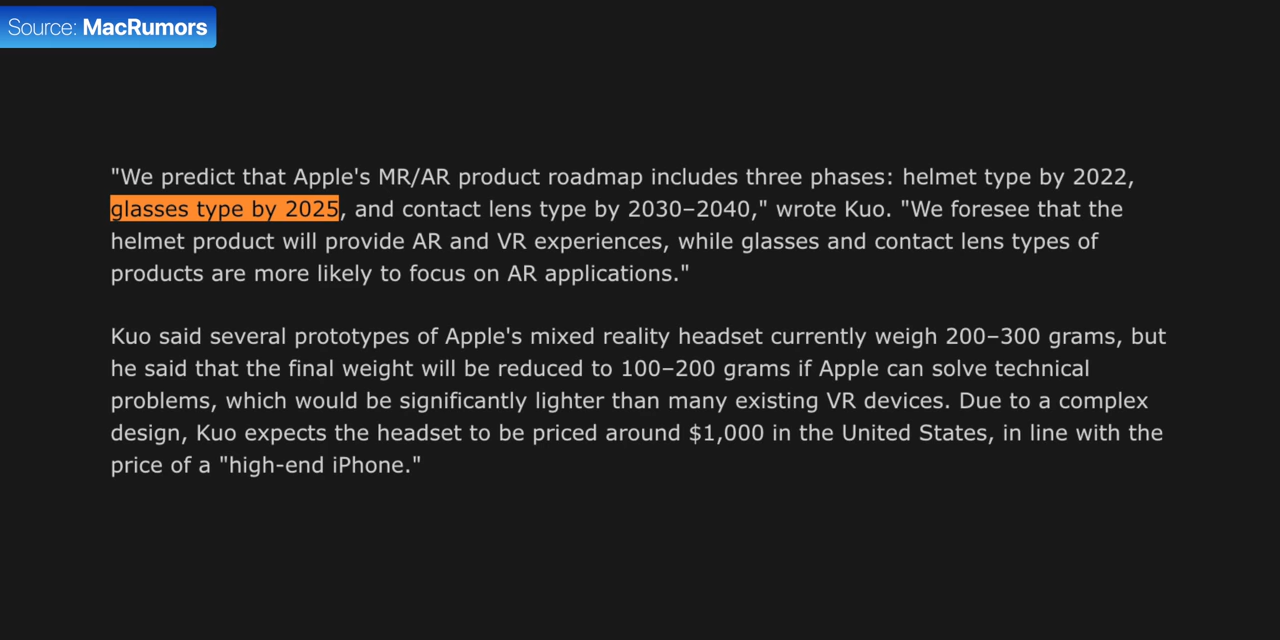 Source: MacRumors
"We predict that Apple's MR/AR product roadmap includes three phases: helmet type by 2022,
glasses type by 2025, and contact lens type by 2030–2040," wrote Kuo. "We foresee that the
helmet product will provide AR and VR experiences, while glasses and contact lens types of
products are more likely to focus on AR applications."
Kuo said several prototypes of Apple's mixed reality headset currently weigh 200–300 grams, but
he said that the final weight will be reduced to 100–200 grams if Apple can solve technical
problems, which would be significantly lighter than many existing VR devices. Due to a complex
design, Kuo expects the headset to be priced around $1,000 in the United States, in line with the
price of a "high-end iPhone."